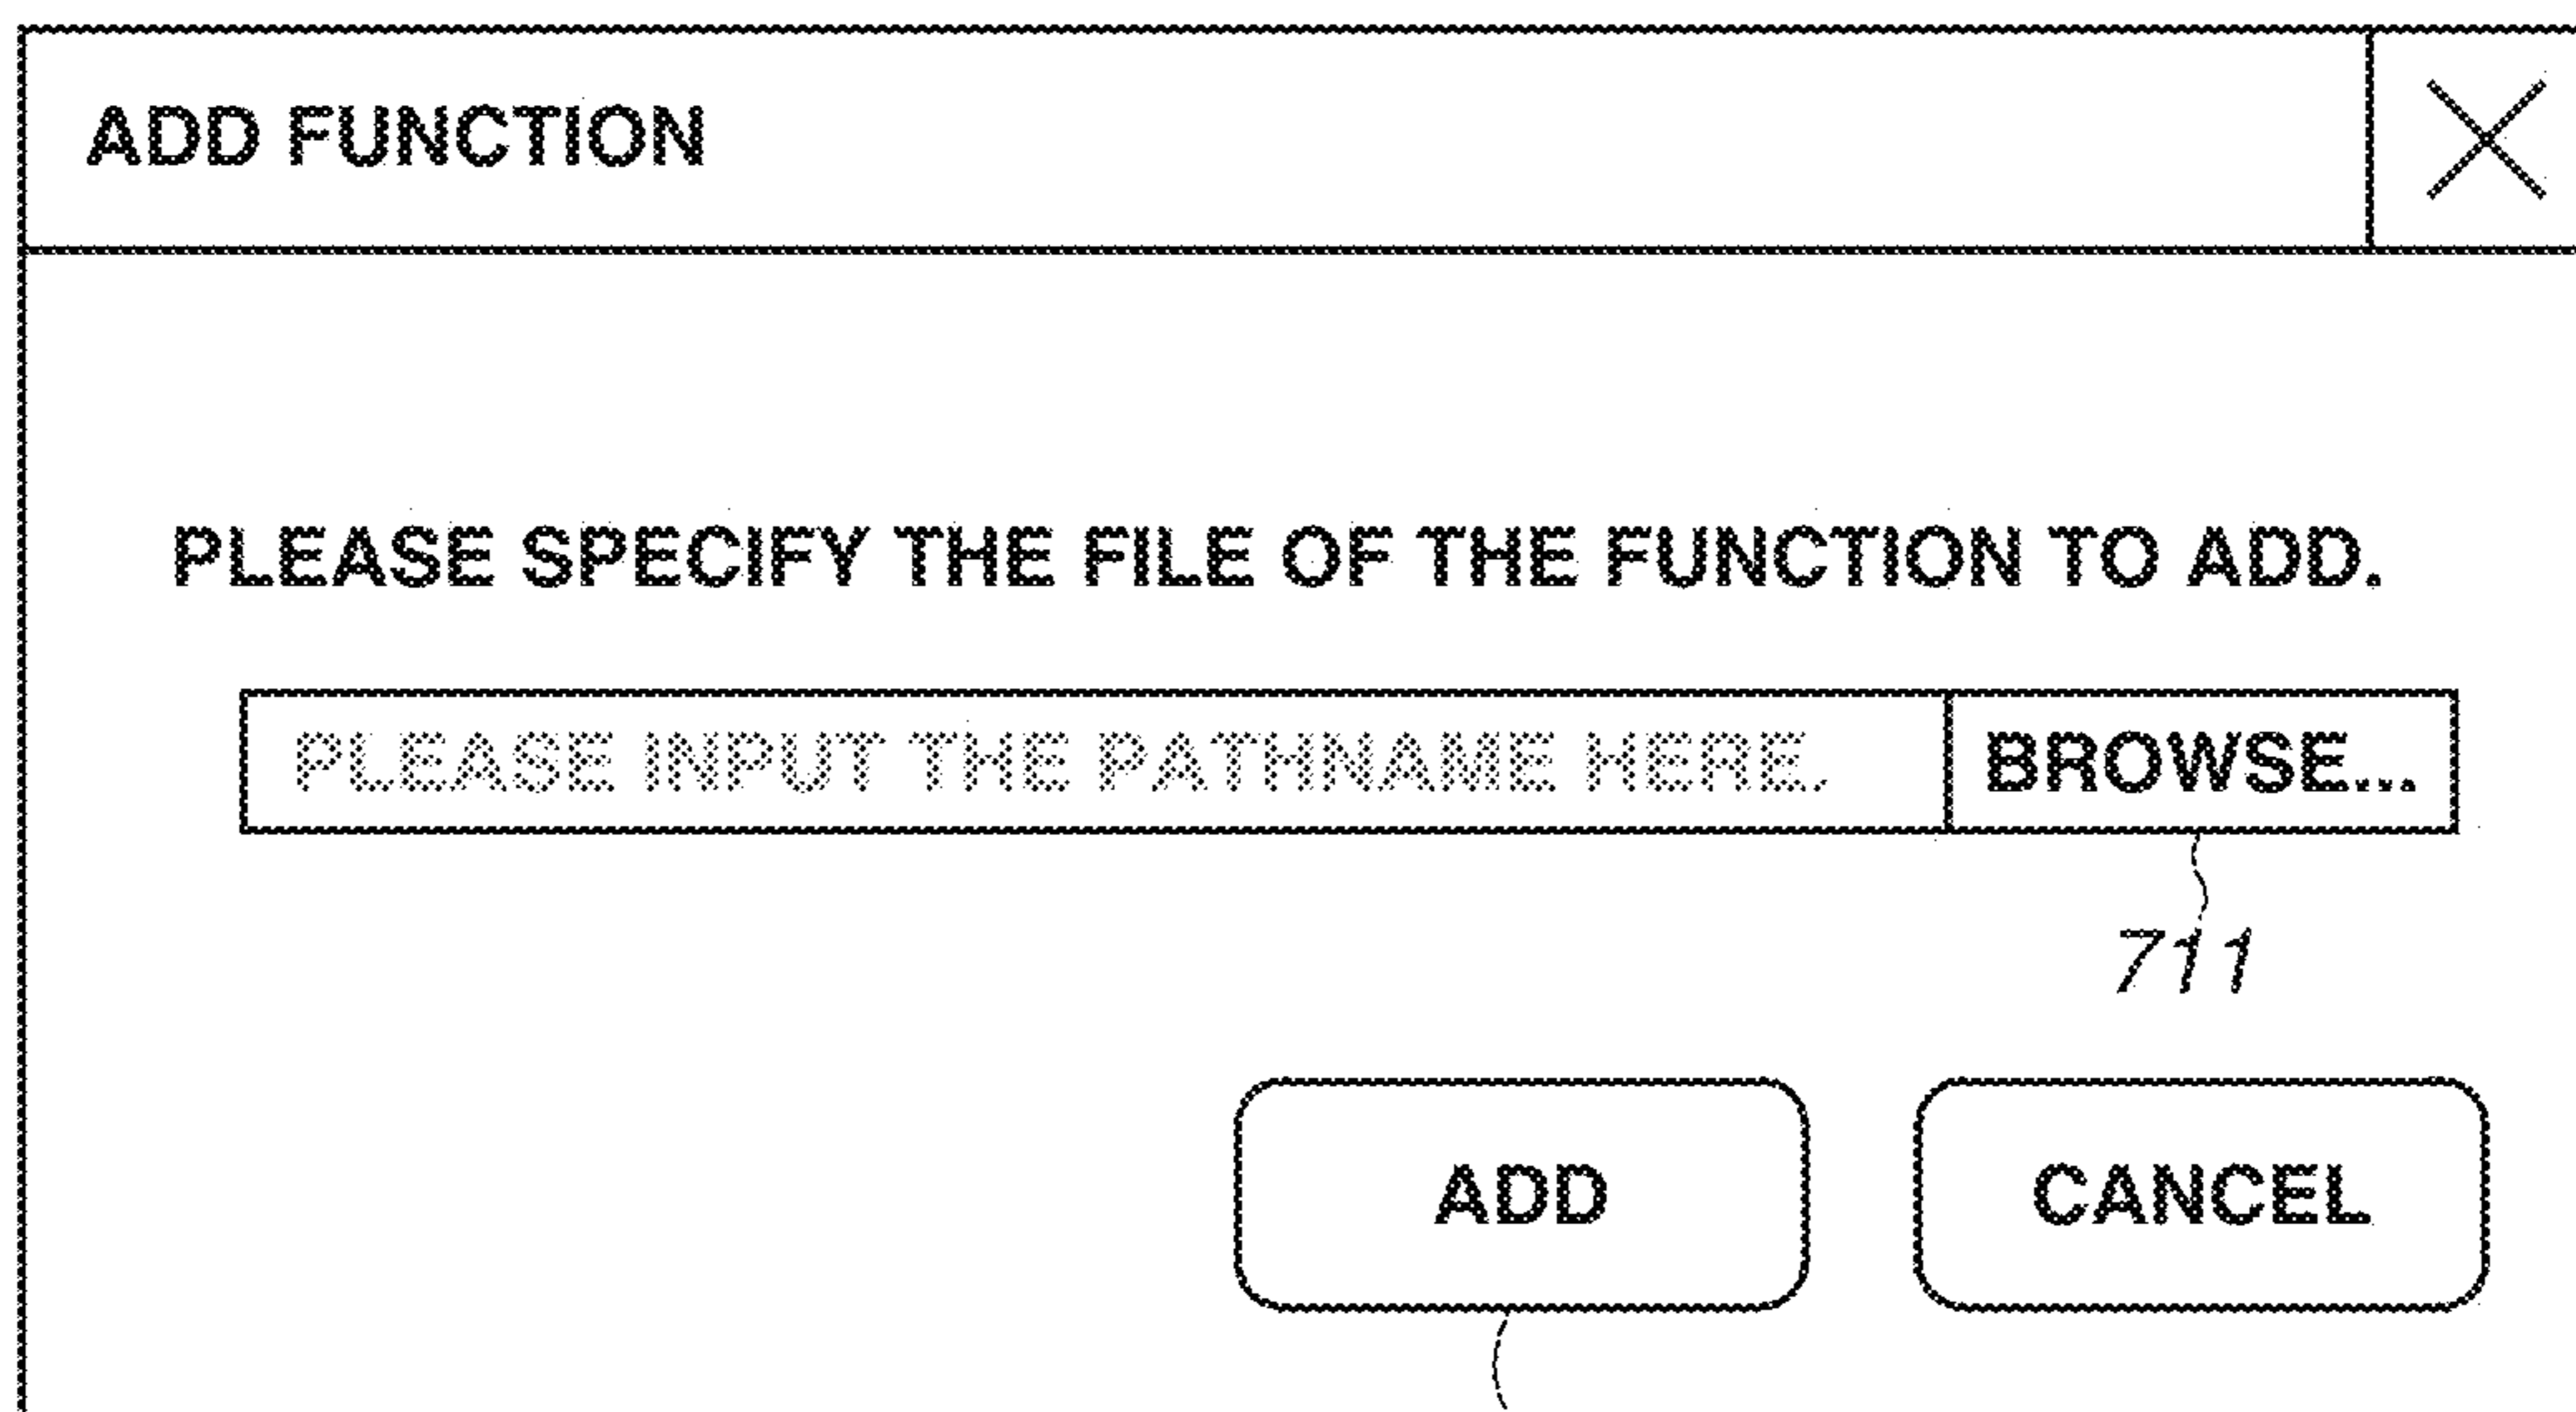 ADD FUNCTION
PLEASE SPECIFY THE FILE OF THE FUNCTION TO ADD.
PLEASE INPUT THE PATHNAME HERE. BROWSE...
711
ADD CANCEL